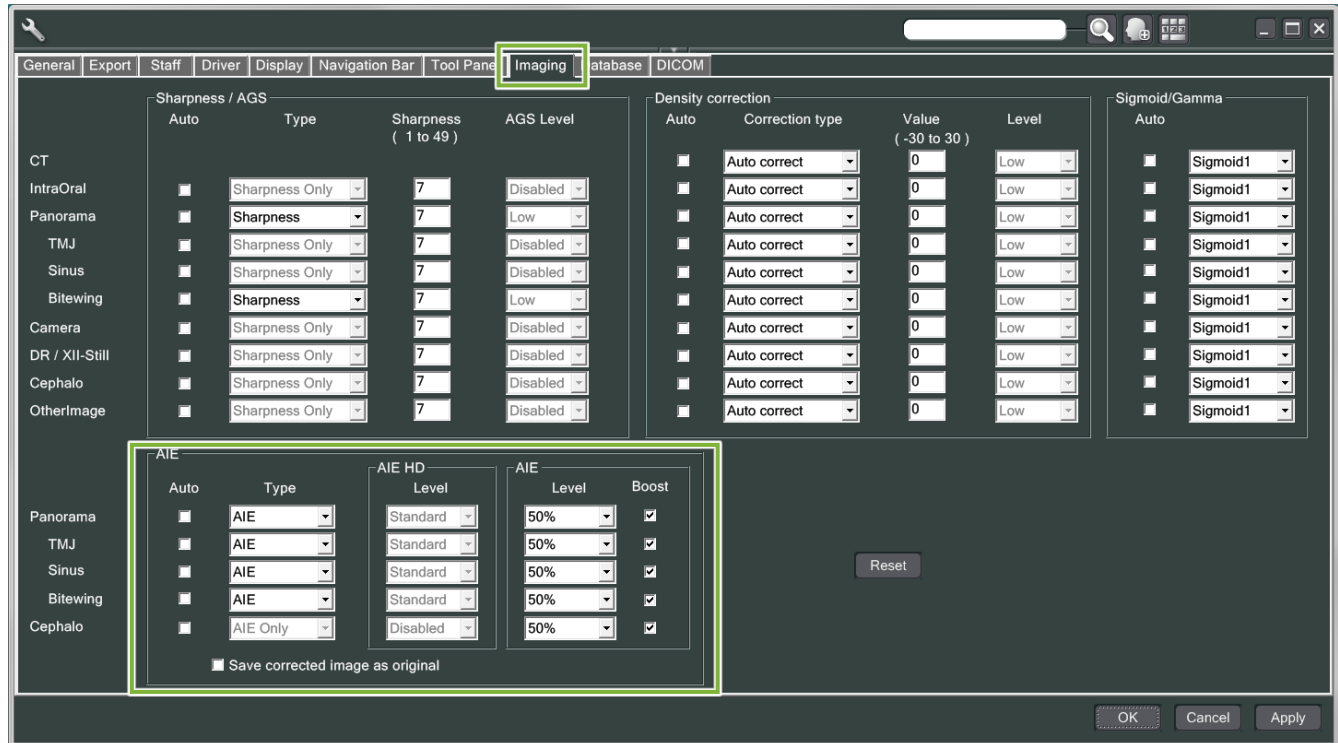 General Export Staff Driver Display Navigation Bar Tool Pane Imaging atabase DICOM
Sharpness / AGS Density correction Sigmoid/Gamma
Auto Type Sharpness AGS Level Auto Correction type Value Level Auto
( 1 to 49 ) ( -30 to 30 )
CT Auto correct 0 Low Sigmoid1
IntraOral Sharpness Only 7 Disabled Auto correct 0 Low Sigmoid1
Panorama Sharpness 7 Low Auto correct 0 Low Sigmoid1
TMJ Sharpness Only 7 Disabled Auto correct 0 Low Sigmoid1
Sinus Sharpness Only 7 Disabled Auto correct 0 Low Sigmoid1
Bitewing Sharpness 7 Low Auto correct 0 Low Sigmoid1
Camera Sharpness Only 7 Disabled Auto correct 0 Low Sigmoid1
DR / XII-Still Sharpness Only 7 Disabled Auto correct 0 Low Sigmoid1
Cephalo Sharpness Only 7 Disabled Auto correct 0 Low Sigmoid1
OtherImage Sharpness Only 7 Disabled Auto correct 0 Low Sigmoid1
AIE
AIE HD AIE
Auto Type Level Level Boost
Panorama AIE Standard 50%
TMJ AIE Standard 50%
Sinus AIE Standard 50%
Reset
Bitewing AIE Standard 50%
Cephalo AIE Only Disabled 50%
Save corrected image as original
OK Cancel Apply